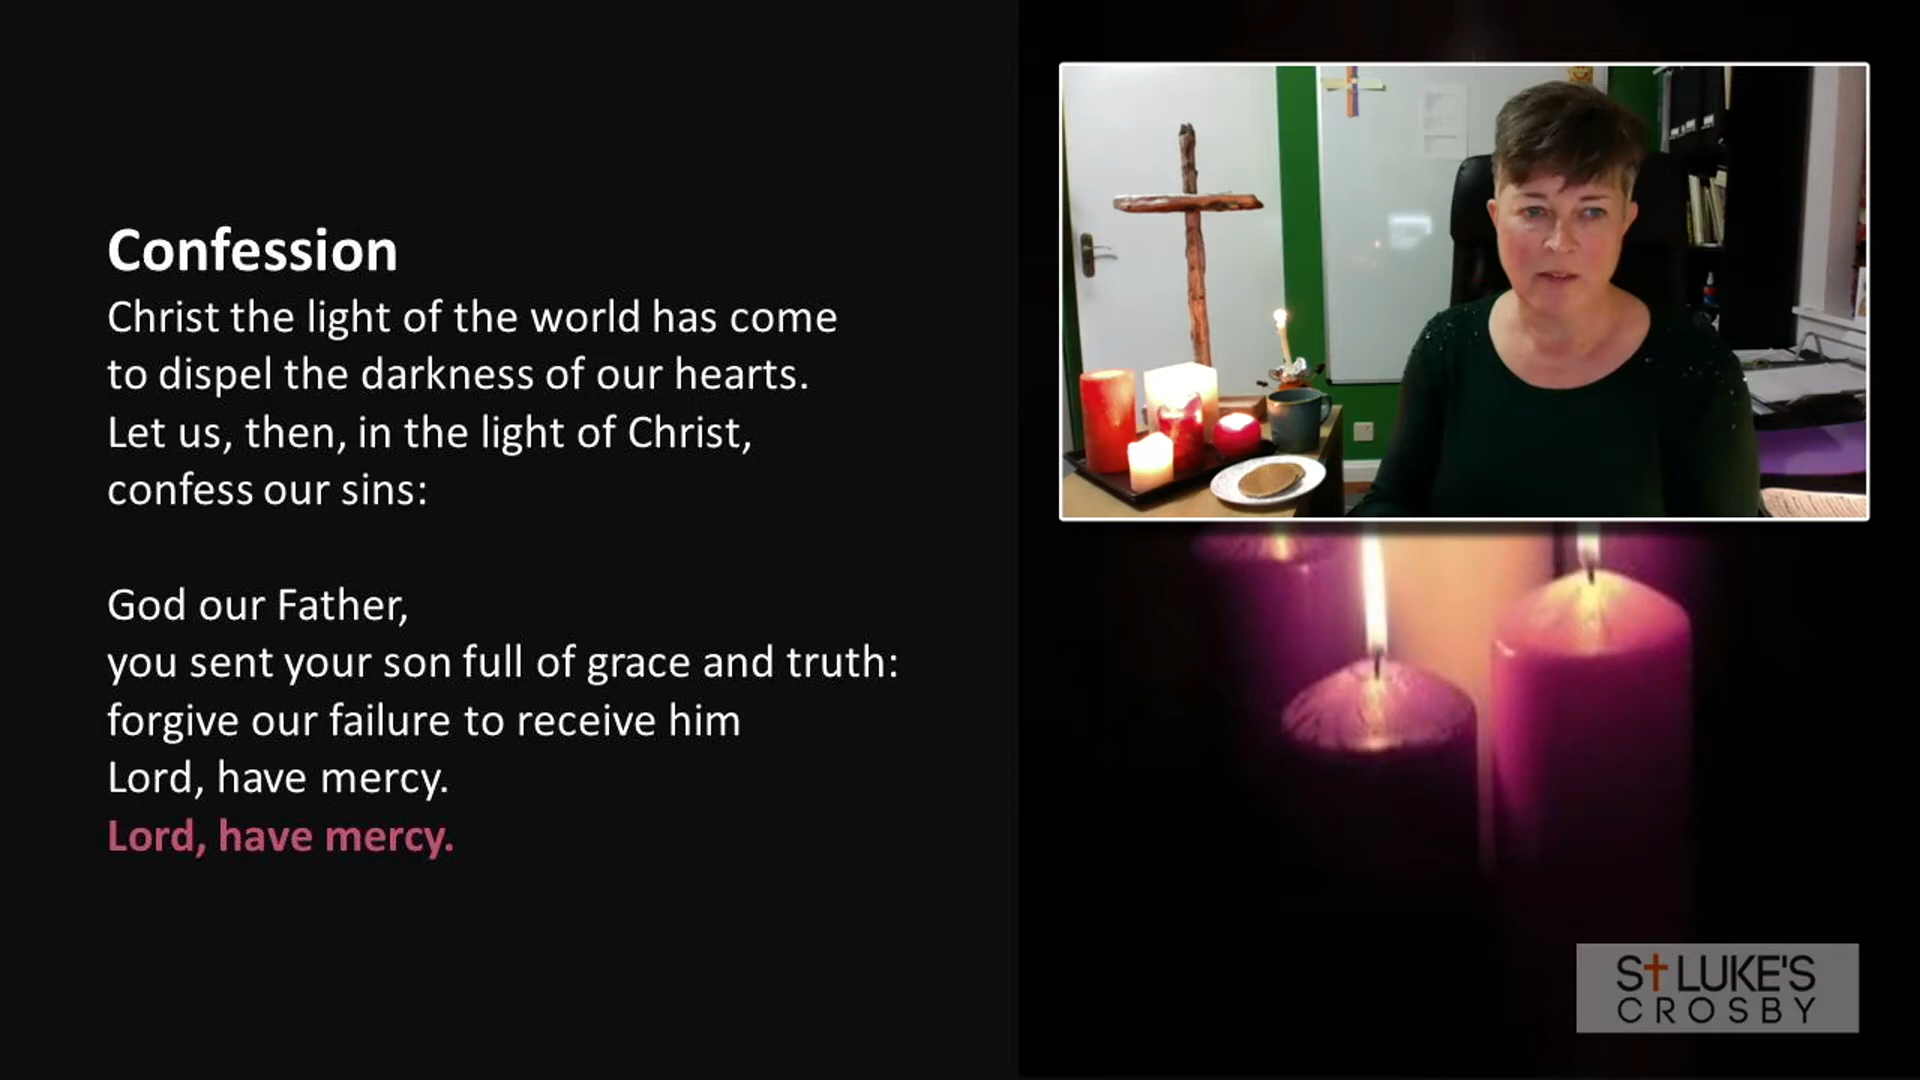 Confession
Christ the light of the world has come
to dispel the darkness of our hearts.
Let us, then, in the light of Christ,
confess our sins:
God our Father,
you sent your son full of grace and truth:
forgive our failure to receive him
Lord, have mercy.
Lord, have mercy.
St LUKE'S
CROSBY